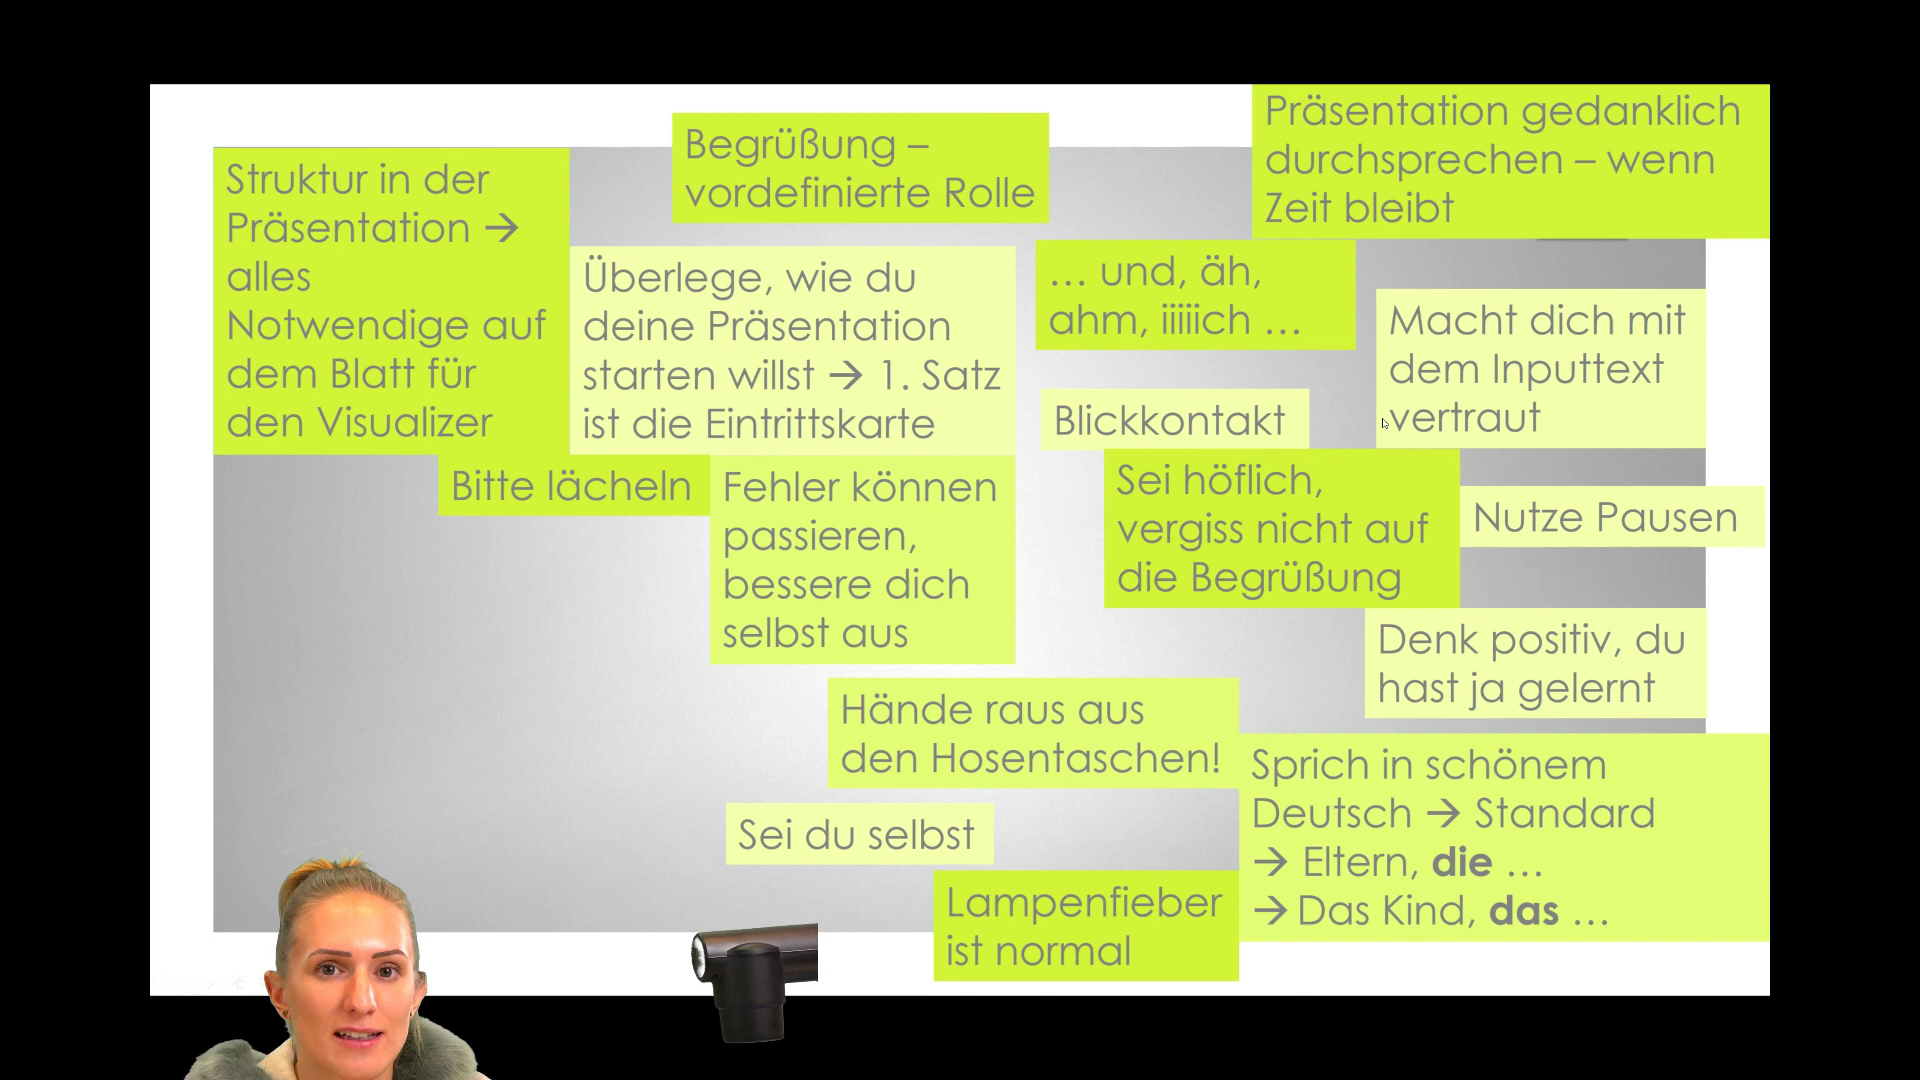 Präsentation gedanklich
durchsprechen – wenn
Zeit bleibt
Begrüßung –
vordefinierte Rolle
Struktur in der
Präsentation →
alles
Notwendige auf
dem Blatt für
den Visualizer
Überlege, wie du
deine Präsentation
starten willst → 1. Satz
ist die Eintrittskarte
… und, äh,
ahm, iiiiich …
Macht dich mit
dem Inputtext
vertraut
Blickkontakt
Bitte lächeln
Fehler können
passieren,
bessere dich
selbst aus
Sei höflich,
vergiss nicht auf
die Begrüßung
Nutze Pausen
Denk positiv, du
hast ja gelernt
Hände raus aus
den Hosentaschen!
Sprich in schönem
Deutsch → Standard
→ Eltern, die …
→ Das Kind, das …
Sei du selbst
Lampenfieber
ist normal